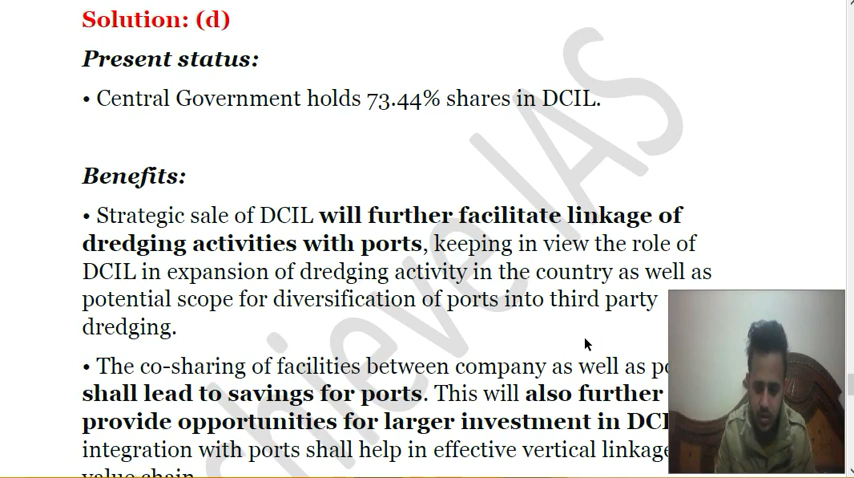 Solution: (d)
Present status:
• Central Government holds 73.44% shares in DCIL.
Benefits:
• Strategic sale of DCIL will further facilitate linkage of
dredging activities with ports, keeping in view the role of
DCIL in expansion of dredging activity in the country as well as
potential scope for diversification of ports into third party
dredging.
• The co-sharing of facilities between company as well as
shall lead to savings for ports. This will also further
provide opportunities for larger investment in
integration with ports shall help in effective vertical linkage
value chain
chieve IAS